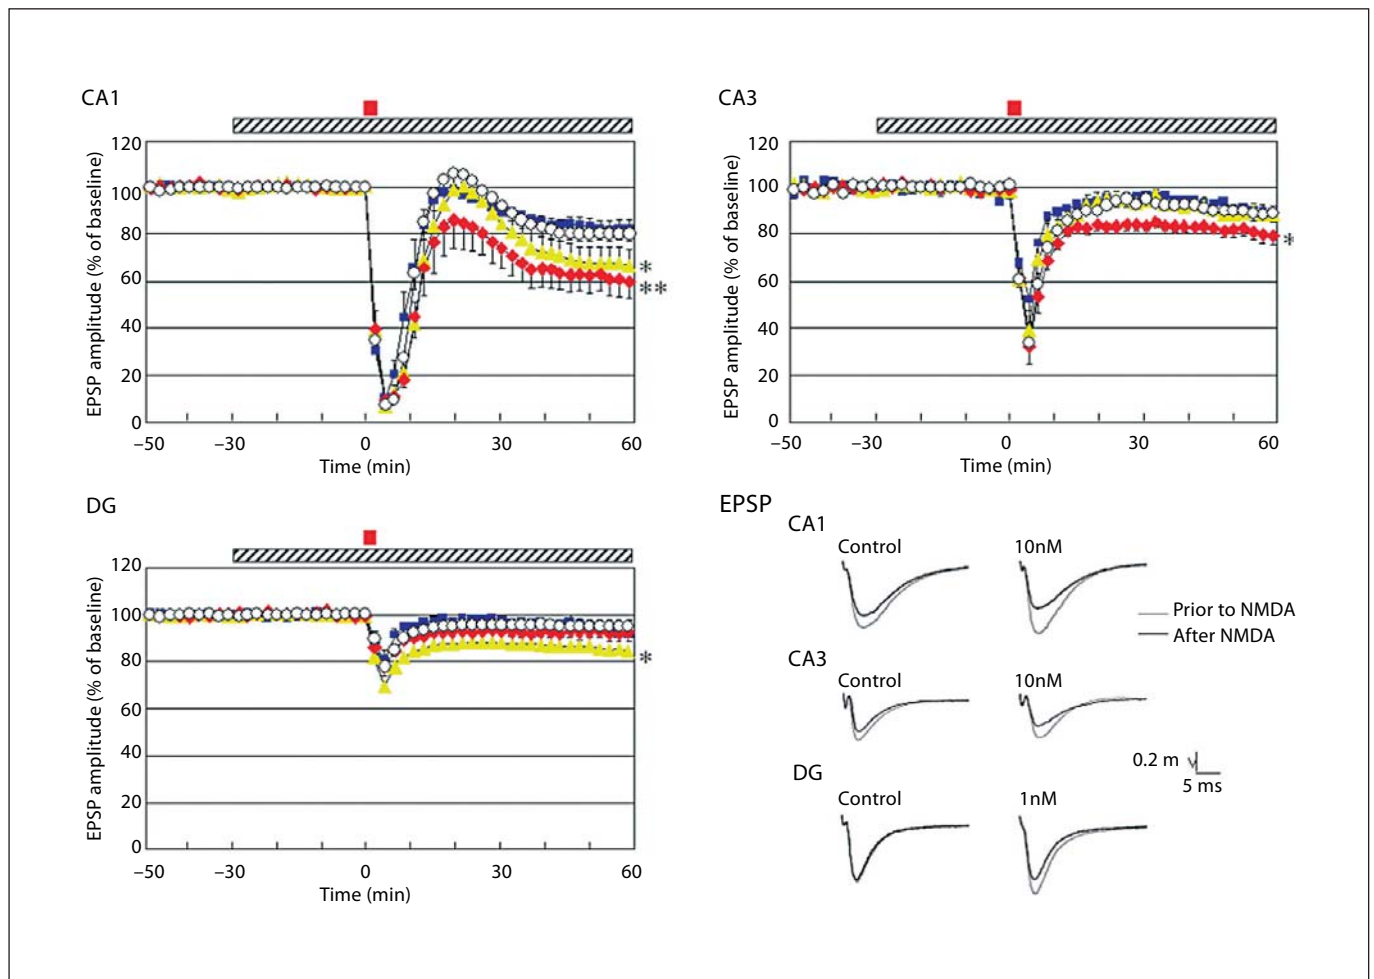 CA1
EPSP amplitude (% of baseline)
120
100
80
60
40
20
0
*
**
–50 –30 0 30 60
Time (min)
CA3
EPSP amplitude (% of baseline)
120
100
80
60
40
20
0
*
–50 –30 0 30 60
Time (min)
DG
EPSP amplitude (% of baseline)
120
100
80
60
40
20
0
*
–50 –30 0 30 60
Time (min)
EPSP
CA1
Control 10nM
Prior to NMDA
After NMDA
CA3
Control 10nM
0.2 m
5 ms
DG
Control 1nM